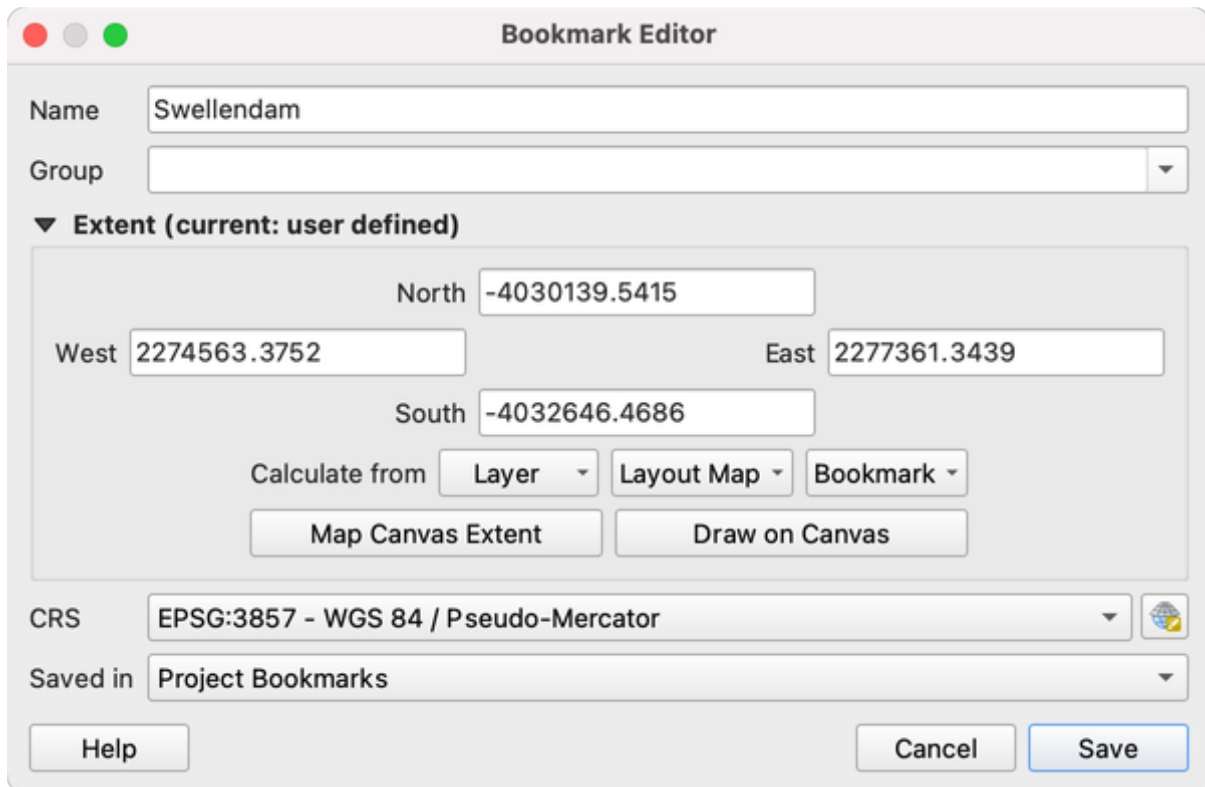 Bookmark Editor
Name Swellendam
Group
Extent (current: user defined)
North -4030139.5415
West 2274563.3752 East 2277361.3439
South -4032646.4686
Calculate from Layer Layout Map Bookmark
Map Canvas Extent Draw on Canvas
CRS EPSG:3857 - WGS 84 / Pseudo-Mercator
Saved in Project Bookmarks
Help Cancel Save